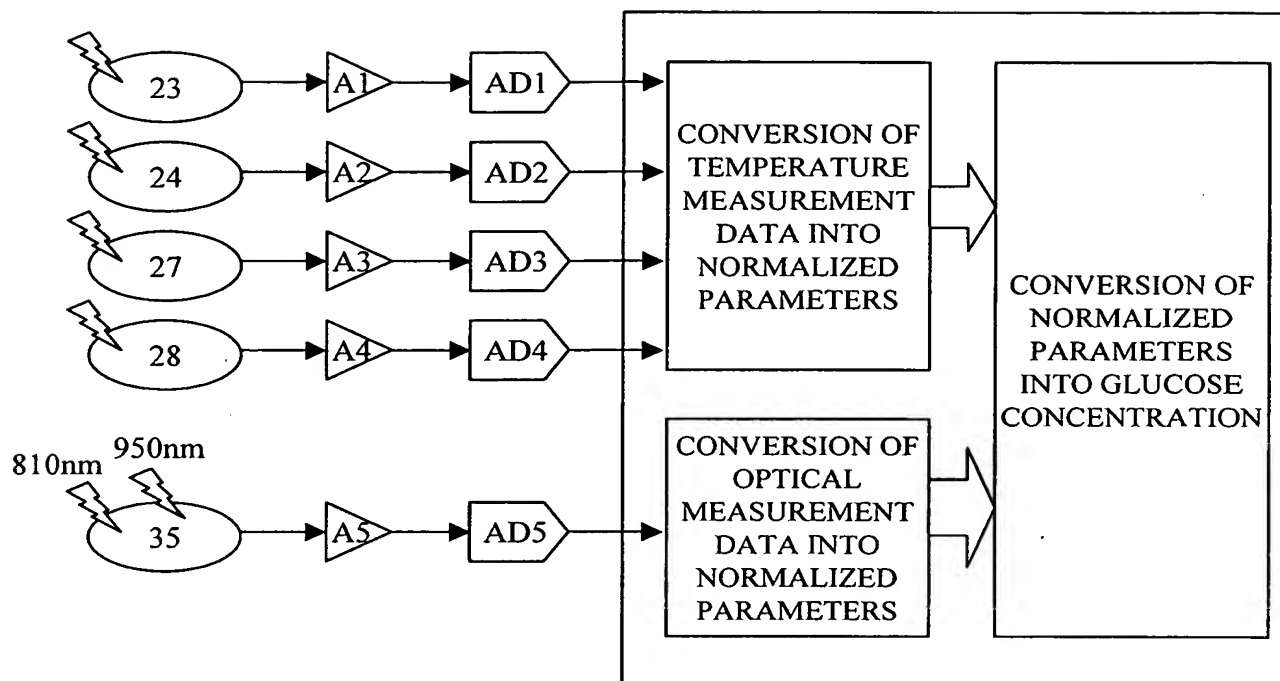 23
A1
AD1
24
A2
AD2
27
A3
AD3
28
A4
AD4
810nm
950nm
35
A5
AD5
CONVERSION OF
TEMPERATURE
MEASUREMENT
DATA INTO
NORMALIZED
PARAMETERS
CONVERSION OF
OPTICAL
MEASUREMENT
DATA INTO
NORMALIZED
PARAMETERS
CONVERSION OF
NORMALIZED
PARAMETERS
INTO GLUCOSE
CONCENTRATION